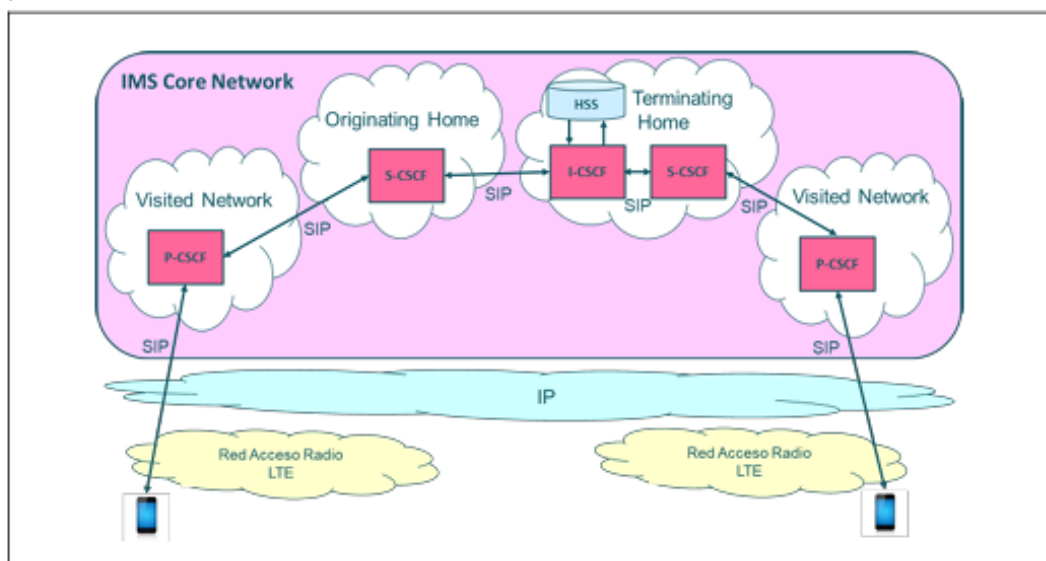 IMS Core Network
Originating Home
HSS
Terminating
Home
S-CSCF
I-CSCF
S-CSCF
SIP
SIP
SIP
SIP
Visited Network
Visited Network
P-CSCF
P-CSCF
SIP
SIP
IP
Red Acceso Radio
LTE
Red Acceso Radio
LTE